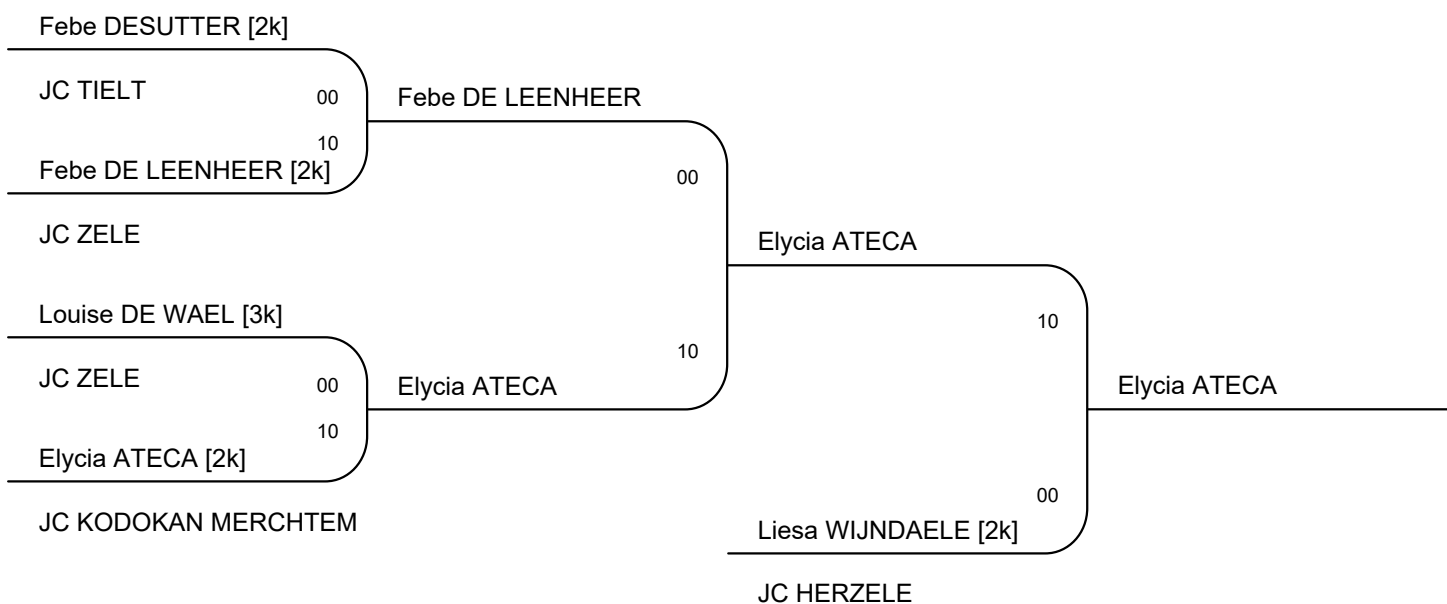 Febe DESUTTER [2k]
JC TIELT
00
Febe DE LEENHEER
10
Febe DE LEENHEER [2k]
00
JC ZELE
Elycia ATECA
Louise DE WAEL [3k]
10
10
JC ZELE
00
Elycia ATECA
Elycia ATECA
10
Elycia ATECA [2k]
00
JC KODOKAN MERCHTEM
Liesa WIJNDAELE [2k]
JC HERZELE